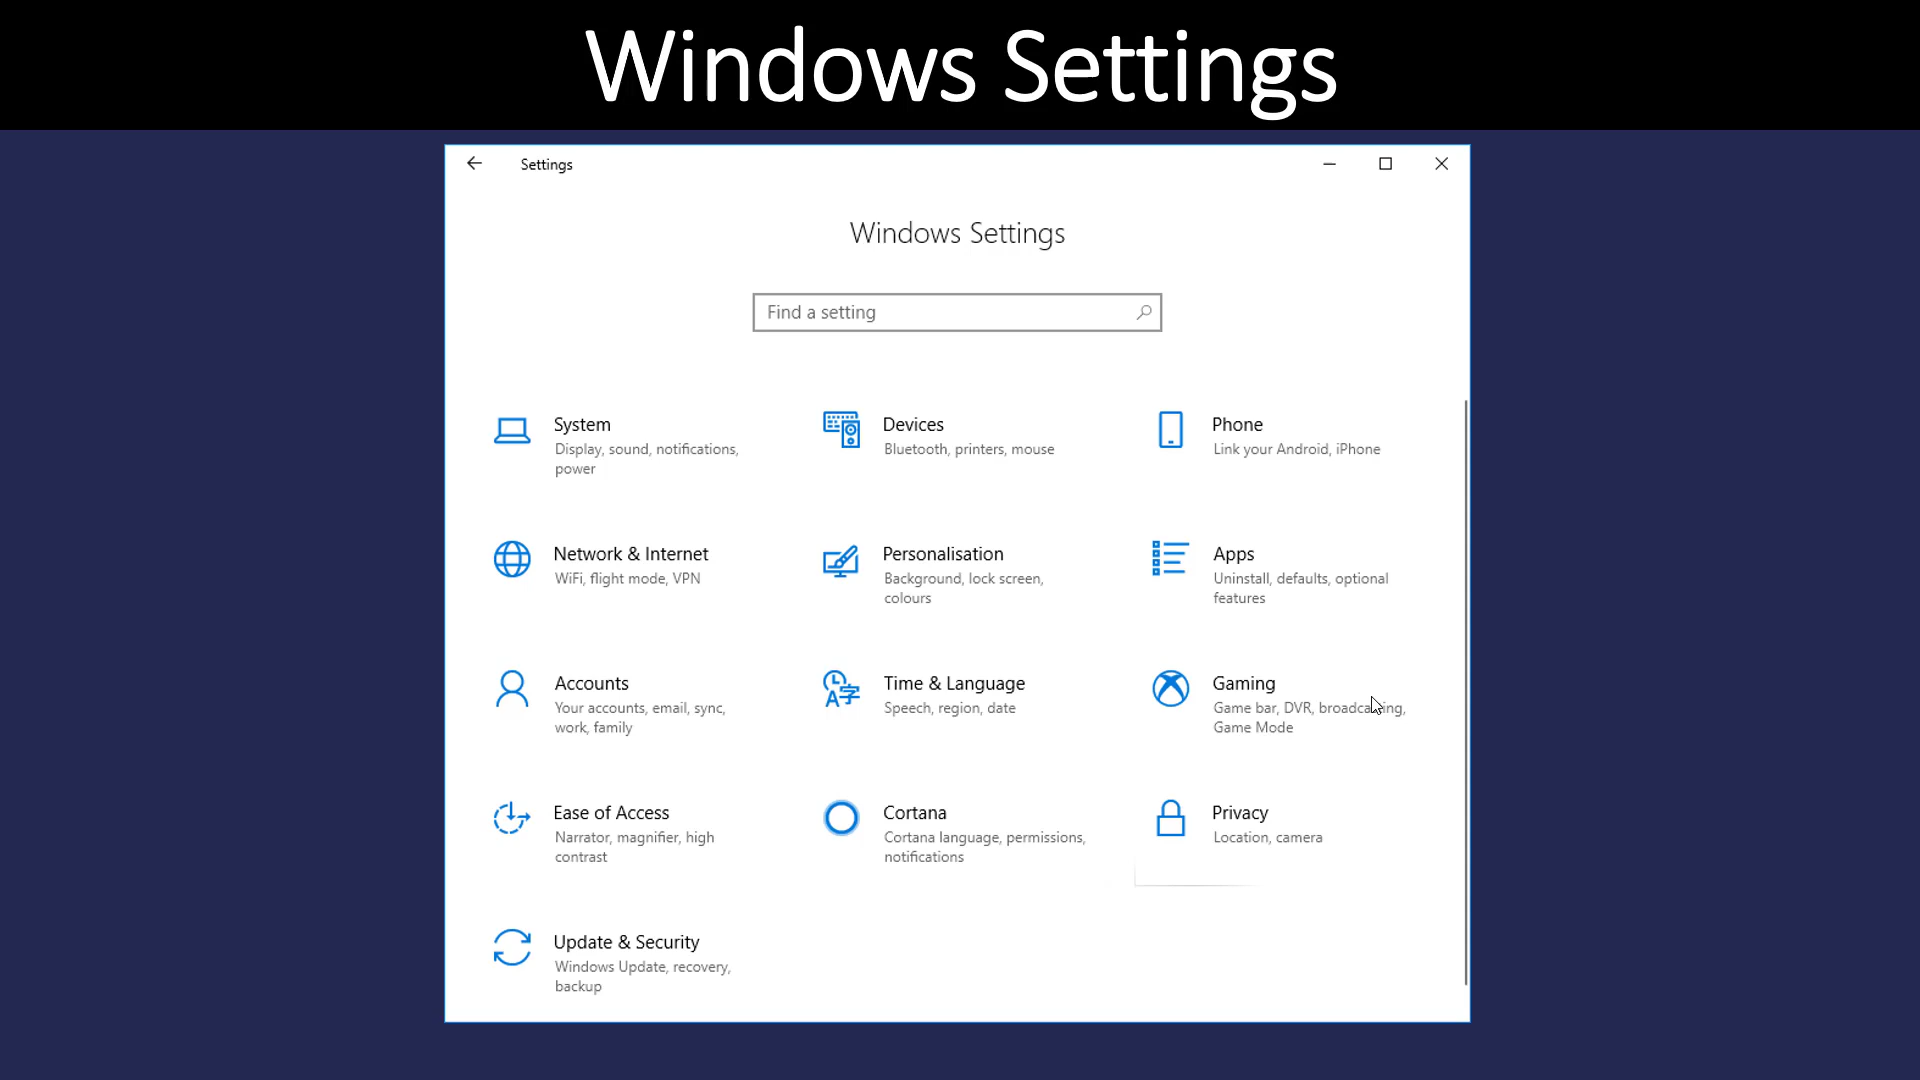 Windows Settings
Settings
Windows Settings
Find a setting
System
Display, sound, notifications,
power
Devices
Bluetooth, printers, mouse
Phone
Link your Android, iPhone
Network & Internet
WiFi, flight mode, VPN
Personalisation
Background, lock screen,
colours
Apps
Uninstall, defaults, optional
features
Accounts
Your accounts, email, sync,
work, family
Time & Language
Speech, region, date
Gaming
Game bar, DVR, broadcasting,
Game Mode
Ease of Access
Narrator, magnifier, high
contrast
Cortana
Cortana language, permissions,
notifications
Privacy
Location, camera
Update & Security
Windows Update, recovery,
backup